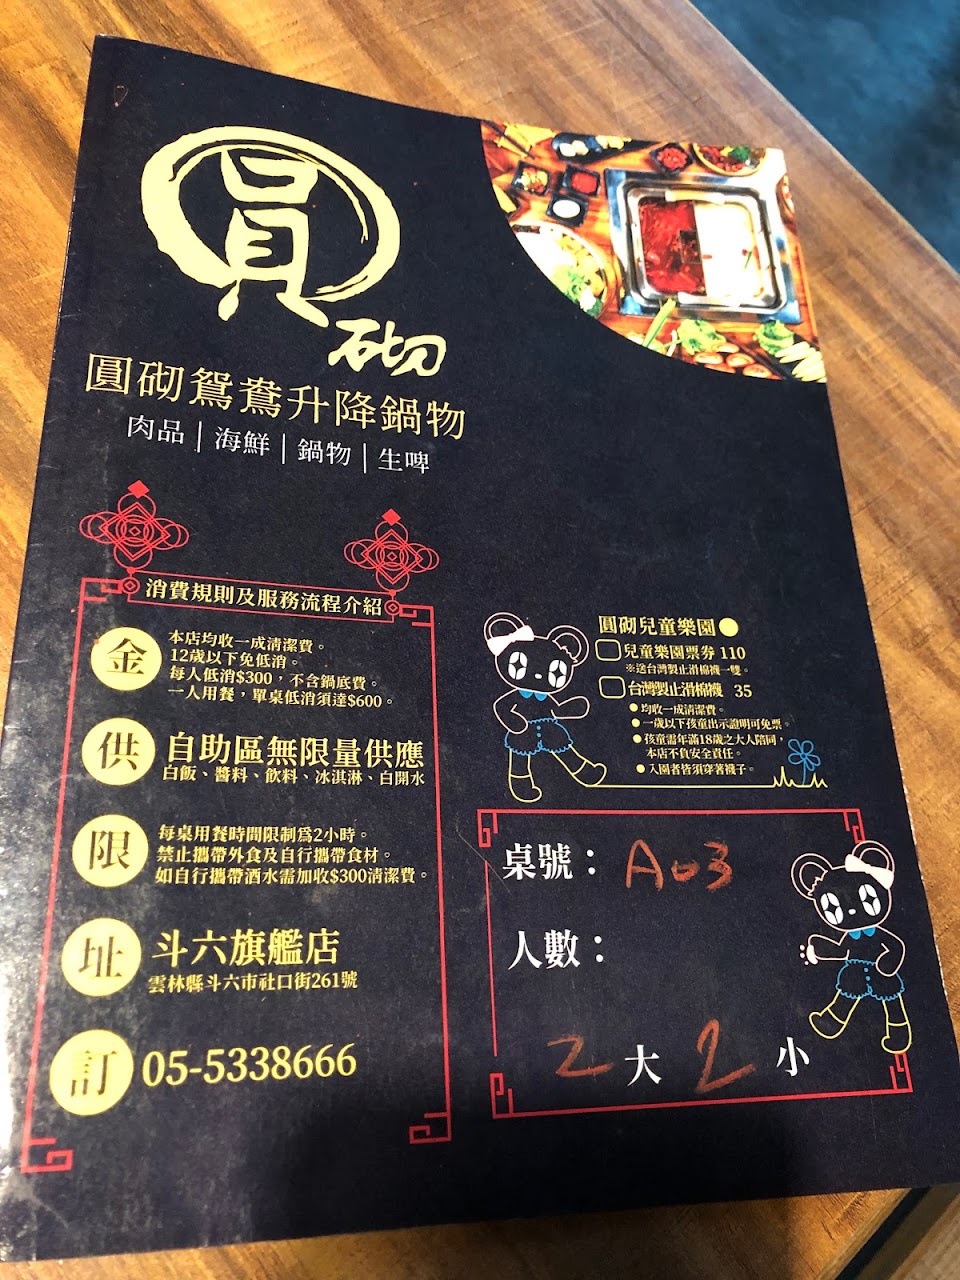 圓
砌
圓砌鴛鴦升降鍋物
肉品|海鮮|鍋物|生啤
消費規則及服務流程介紹
金
本店均收一成清潔費。
12歲以下免低消。
每人低消$300，不含鍋底費。
一人用餐，單桌低消須達$600。
供
自助區無限量供應
白飯、醬料、飲料、冰淇淋、白開水
限
每桌用餐時間限制為2小時。
禁止攜帶外食及自行攜帶食材。
如自行攜帶酒水需加收$300清潔費。
址
斗六旗艦店
雲林縣斗六市社口街261號
訂
05-5338666
圓砌兒童樂園
兒童樂園票券 110
※送台灣製止滑棉襪一雙。
台灣製止滑棉襪 35
●均收一成清潔費。
●一歲以下孩童出示證明可免票。
●孩童需年滿18歲之大人陪同，
本店不負安全責任。
●入園者皆須穿著襪子。
桌號：A03
人數：
2 大 2 小